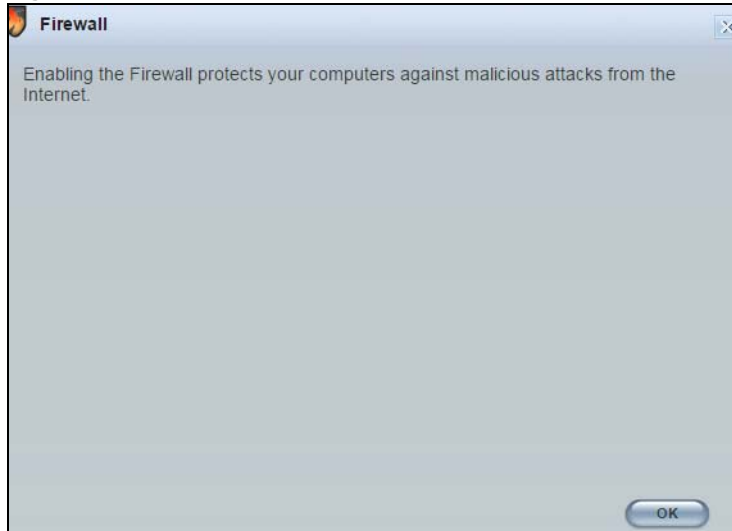 Firewall
Enabling the Firewall protects your computers against malicious attacks from the
Internet.
OK